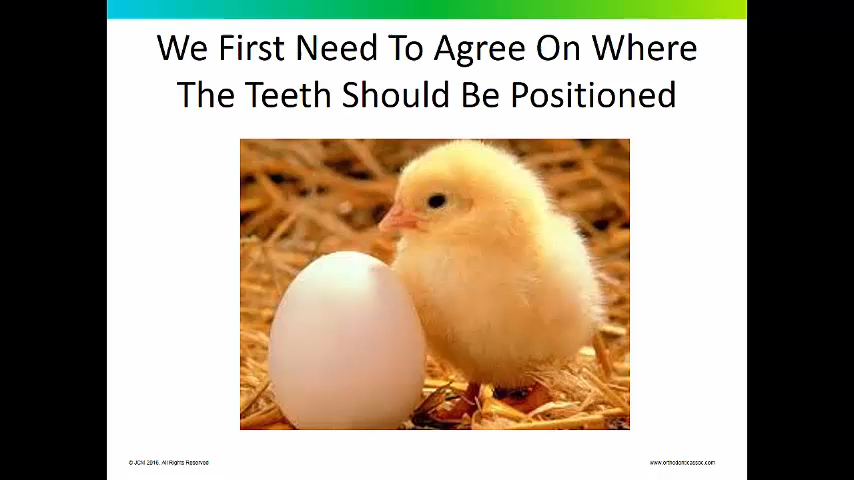 We First Need To Agree On Where
The Teeth Should Be Positioned
© JCM 2016. All Rights Reserved
www.orthodonticassoc.com